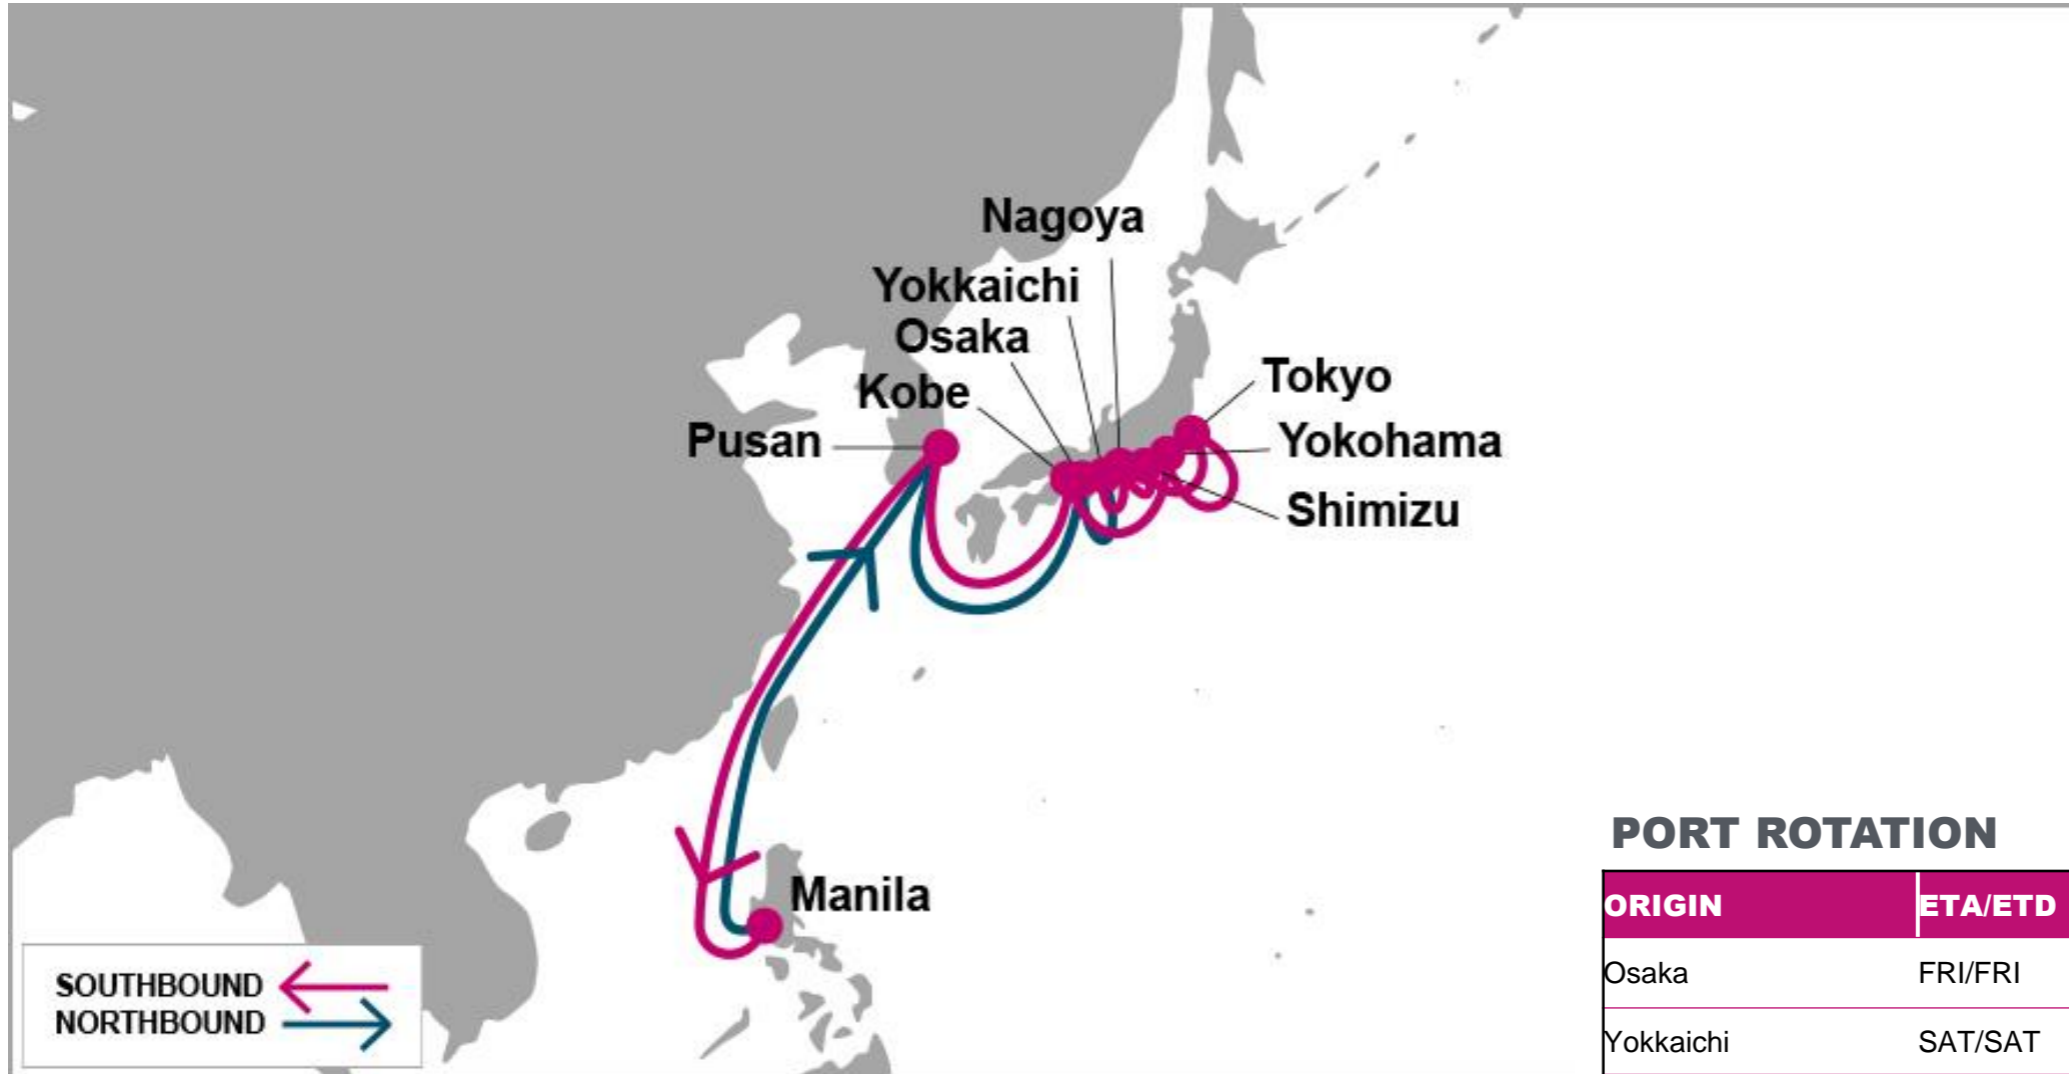 Nagoya
Yokkaichi
Osaka
Kobe
Pusan
Tokyo
Yokohama
Shimizu
Manila
SOUTHBOUND
NORTHBOUND
PORT ROTATION
ORIGIN ETA/ETD
Osaka FRI/FRI
Yokkaichi SAT/SAT